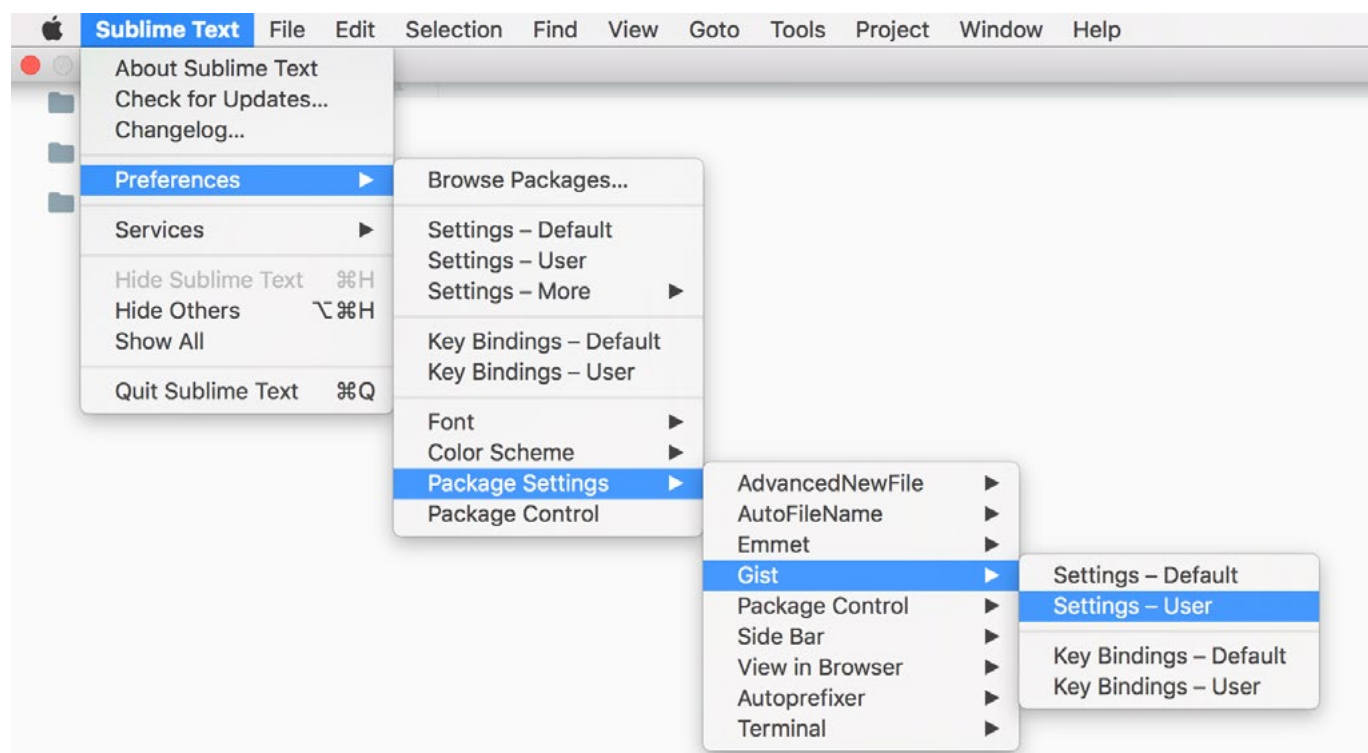 Sublime Text File Edit Selection Find View Goto Tools Project Window Help
About Sublime Text
Check for Updates...
Changelog...
Preferences ▶
Services ▶
Hide Sublime Text ⌘H
Hide Others ⌥⌘H
Show All
Quit Sublime Text ⌘Q
Browse Packages...
Settings – Default
Settings – User
Settings – More ▶
Key Bindings – Default
Key Bindings – User
Font ▶
Color Scheme ▶
Package Settings ▶
Package Control
AdvancedNewFile ▶
AutoFileName ▶
Emmet ▶
Gist ▶
Package Control ▶
Side Bar ▶
View in Browser ▶
Autoprefixer ▶
Terminal ▶
Settings – Default
Settings – User
Key Bindings – Default
Key Bindings – User